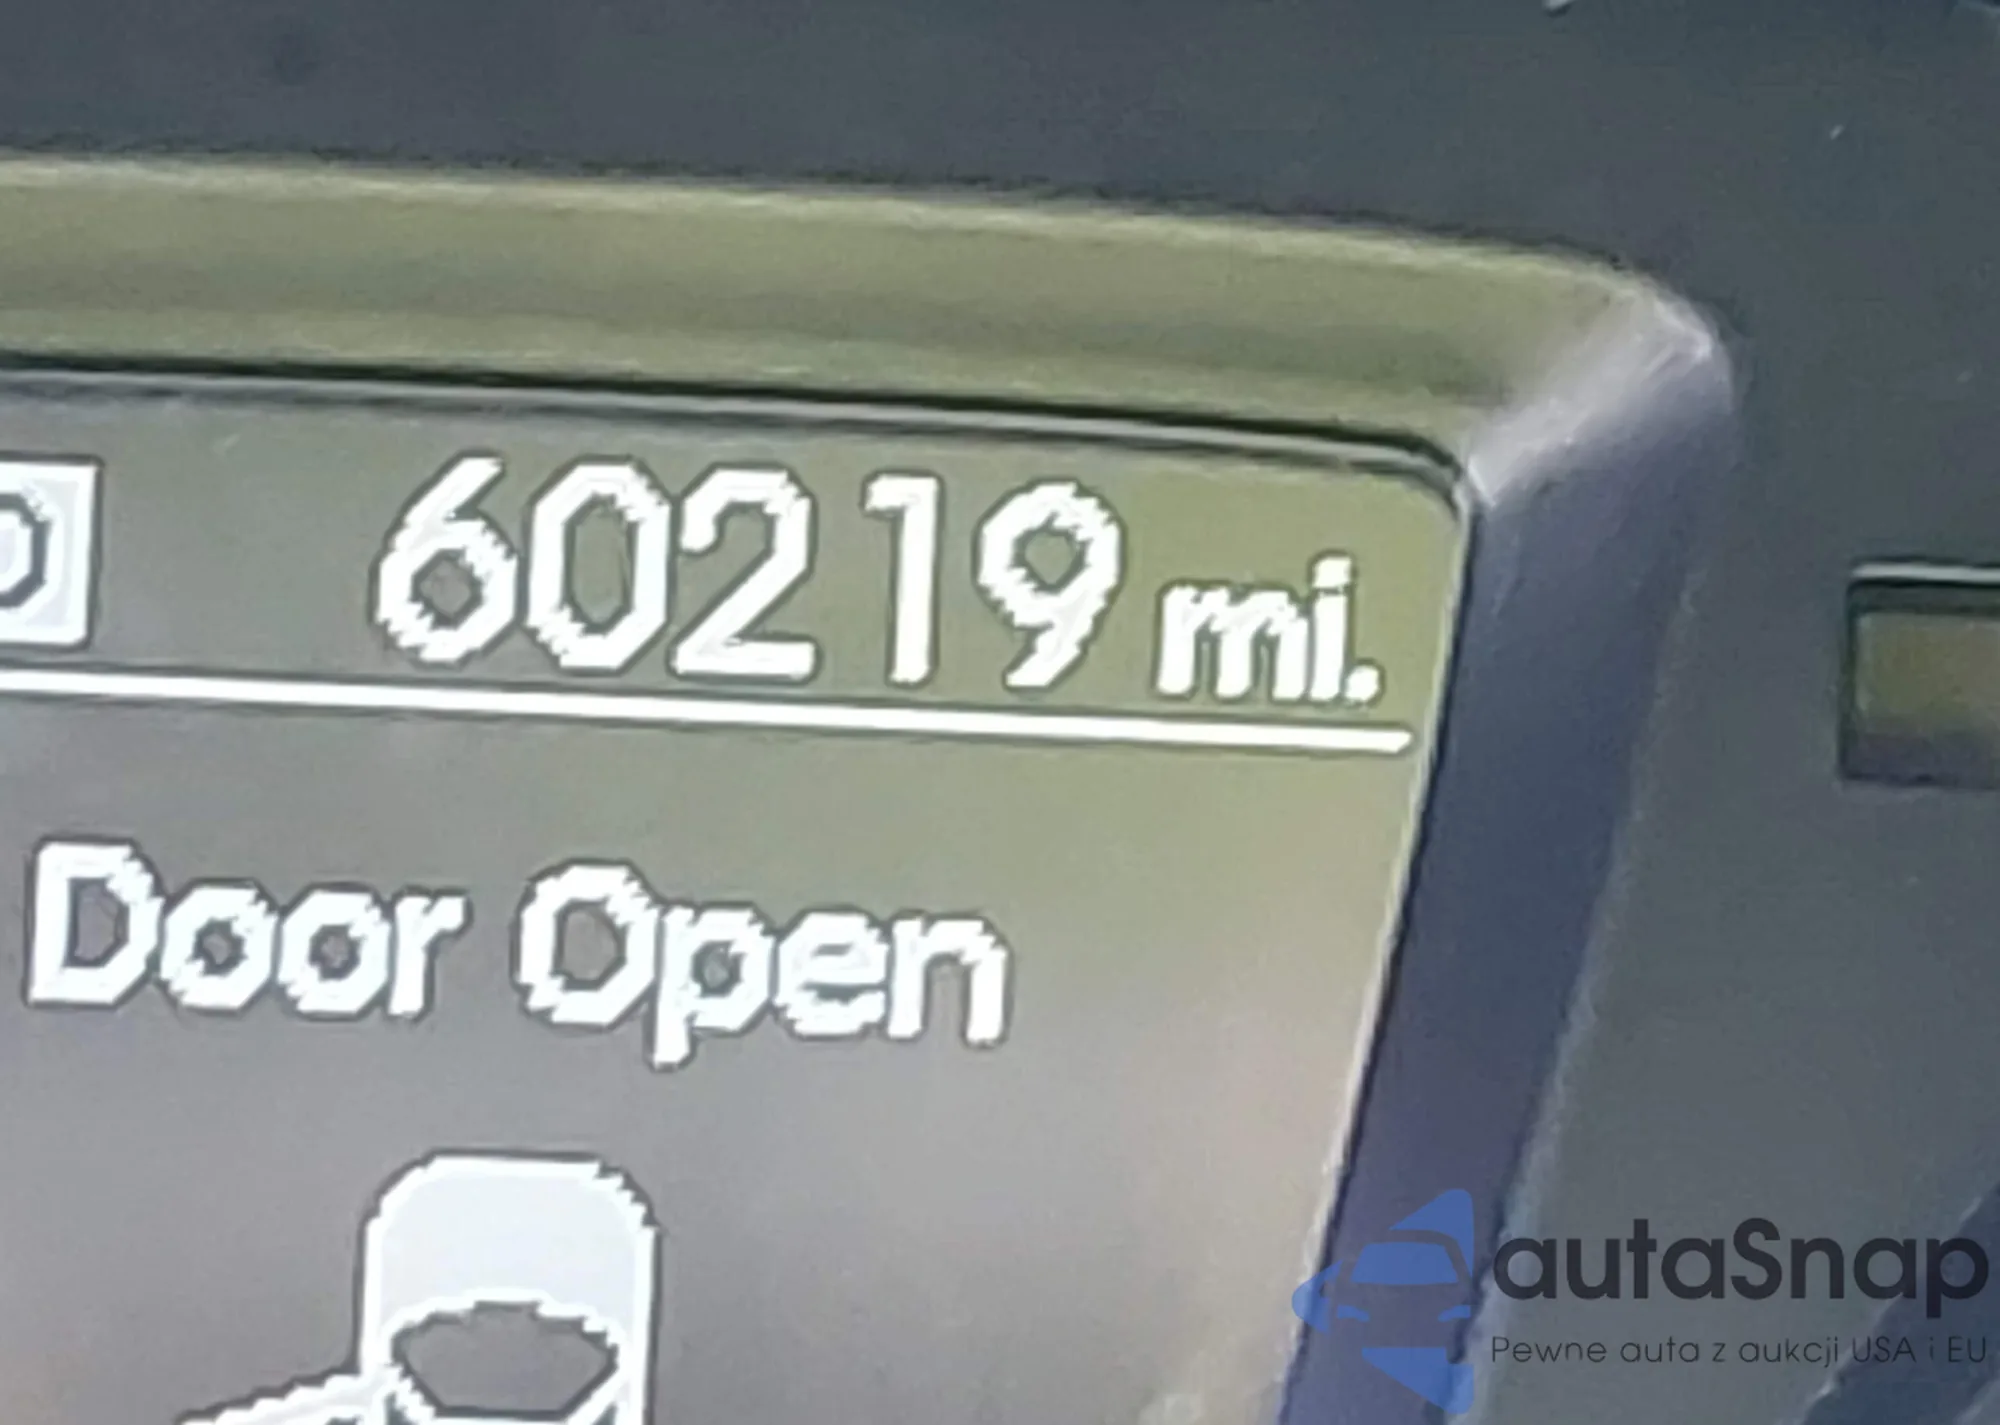 60219 mi.
Door Open
autaSnap
Pewne auta z aukcji USA i EU